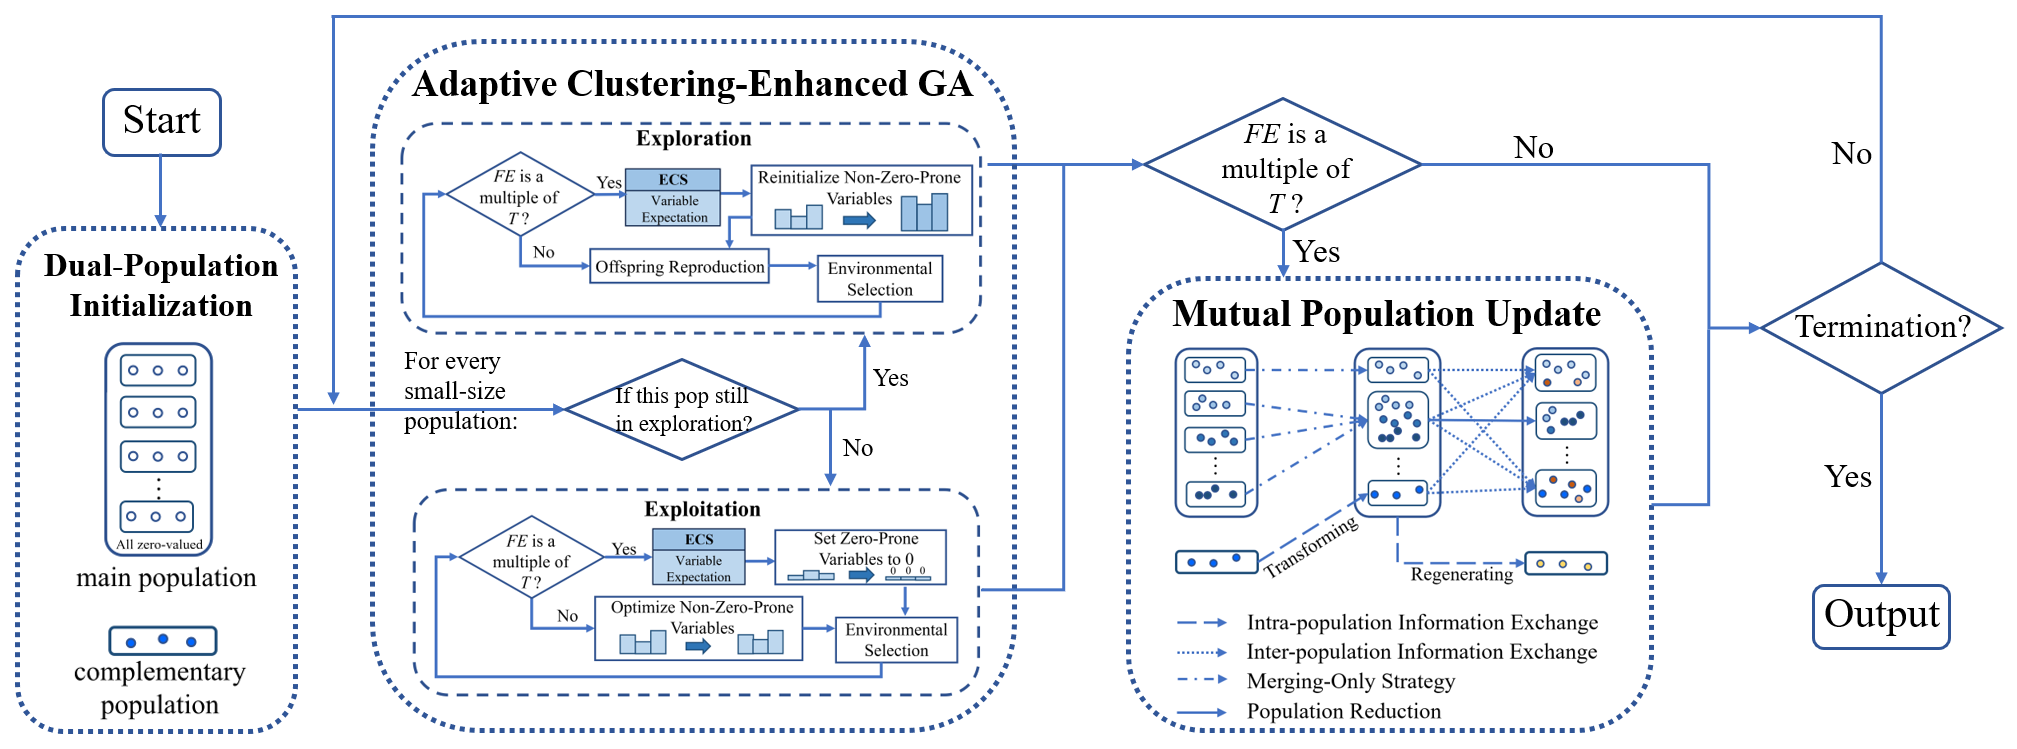 Start
Dual-Population
Initialization
All zero-valued
main population
complementary
population
Adaptive Clustering-Enhanced GA
Exploration
FE is a
multiple of
T ?
Yes
No
ECS
Variable
Expectation
Reinitialize Non-Zero-Prone
Variables
Offspring Reproduction
Environmental
Selection
For every
small-size
population:
If this pop still
in exploration?
Yes
No
Exploitation
FE is a
multiple of
T ?
Yes
No
ECS
Variable
Expectation
Set Zero-Prone
Variables to 0
0 0 0
Optimize Non-Zero-Prone
Variables
Environmental
Selection
FE is a
multiple of
T ?
No
Yes
Mutual Population Update
Transforming
Regenerating
Intra-population Information Exchange
Inter-population Information Exchange
Merging-Only Strategy
Population Reduction
No
Termination?
Yes
Output